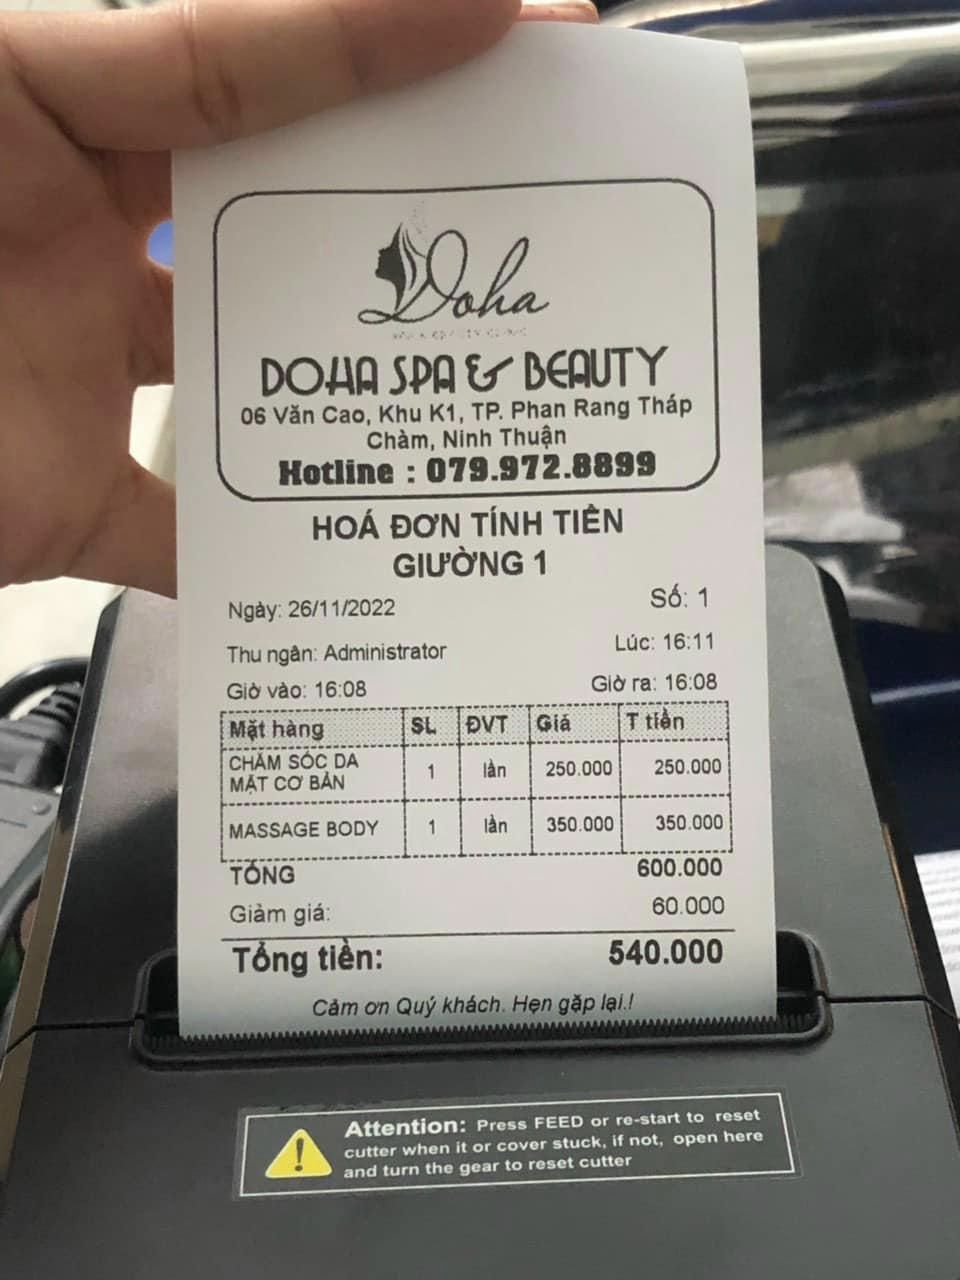 Doha
DOHA SPA & BEAUTY
06 Văn Cao, Khu K1, TP. Phan Rang Tháp
Chàm, Ninh Thuận
Hotline : 079.972.8899
HOÁ ĐƠN TÍNH TIỀN
GIƯỜNG 1
Ngày: 26/11/2022 Số: 1
Thu ngân: Administrator Lúc: 16:11
Giờ vào: 16:08 Giờ ra: 16:08
Mặt hàng SL ĐVT Giá T tiền
CHĂM SÓC DA
MẶT CƠ BẢN 1 lần 250.000 250.000
MASSAGE BODY 1 lần 350.000 350.000
TỔNG 600.000
Giảm giá: 60.000
Tổng tiền: 540.000
Cảm ơn Quý khách. Hẹn gặp lại.!
Attention: Press FEED or re-start to reset
cutter when it or cover stuck, if not, open here
and turn the gear to reset cutter